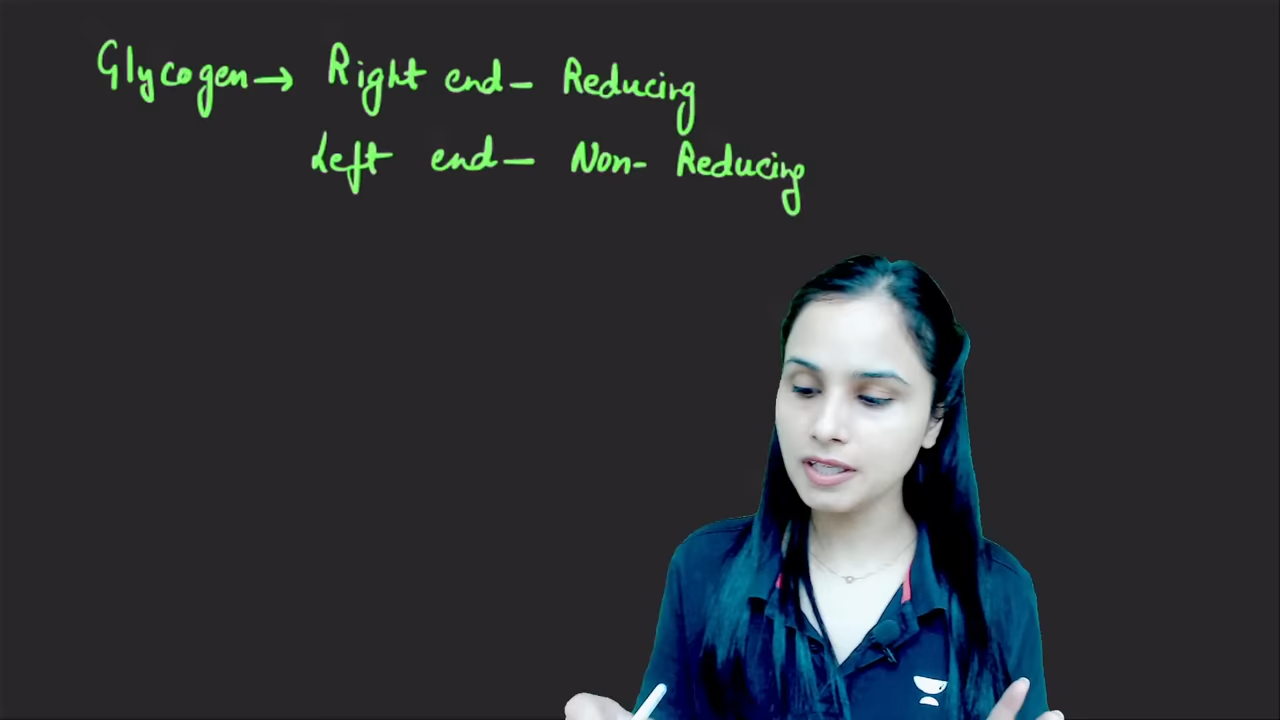 Glycogen → Right end - Reducing
Left end - Non- Reducing